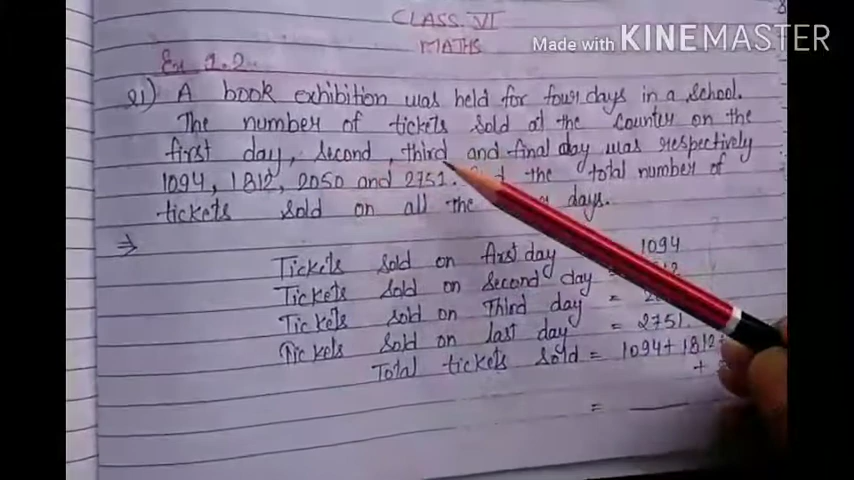 CLASS. VI
MATHS
Made with KINEMASTER
Ex 1.2.
Q1) A book exhibition was held for four days in a school.
The number of tickets sold at the counter on the
first day, second, third and final day was respectively
1094, 1812, 2050 and 2751. the total number of
tickets sold on all the days.
⇒
Tickets sold on first day 1094
Tickets sold on second day =
Tickets sold on Third day =
Tickets sold on last day = 2751.
Total tickets sold = 1094 + 1812 +
+
=